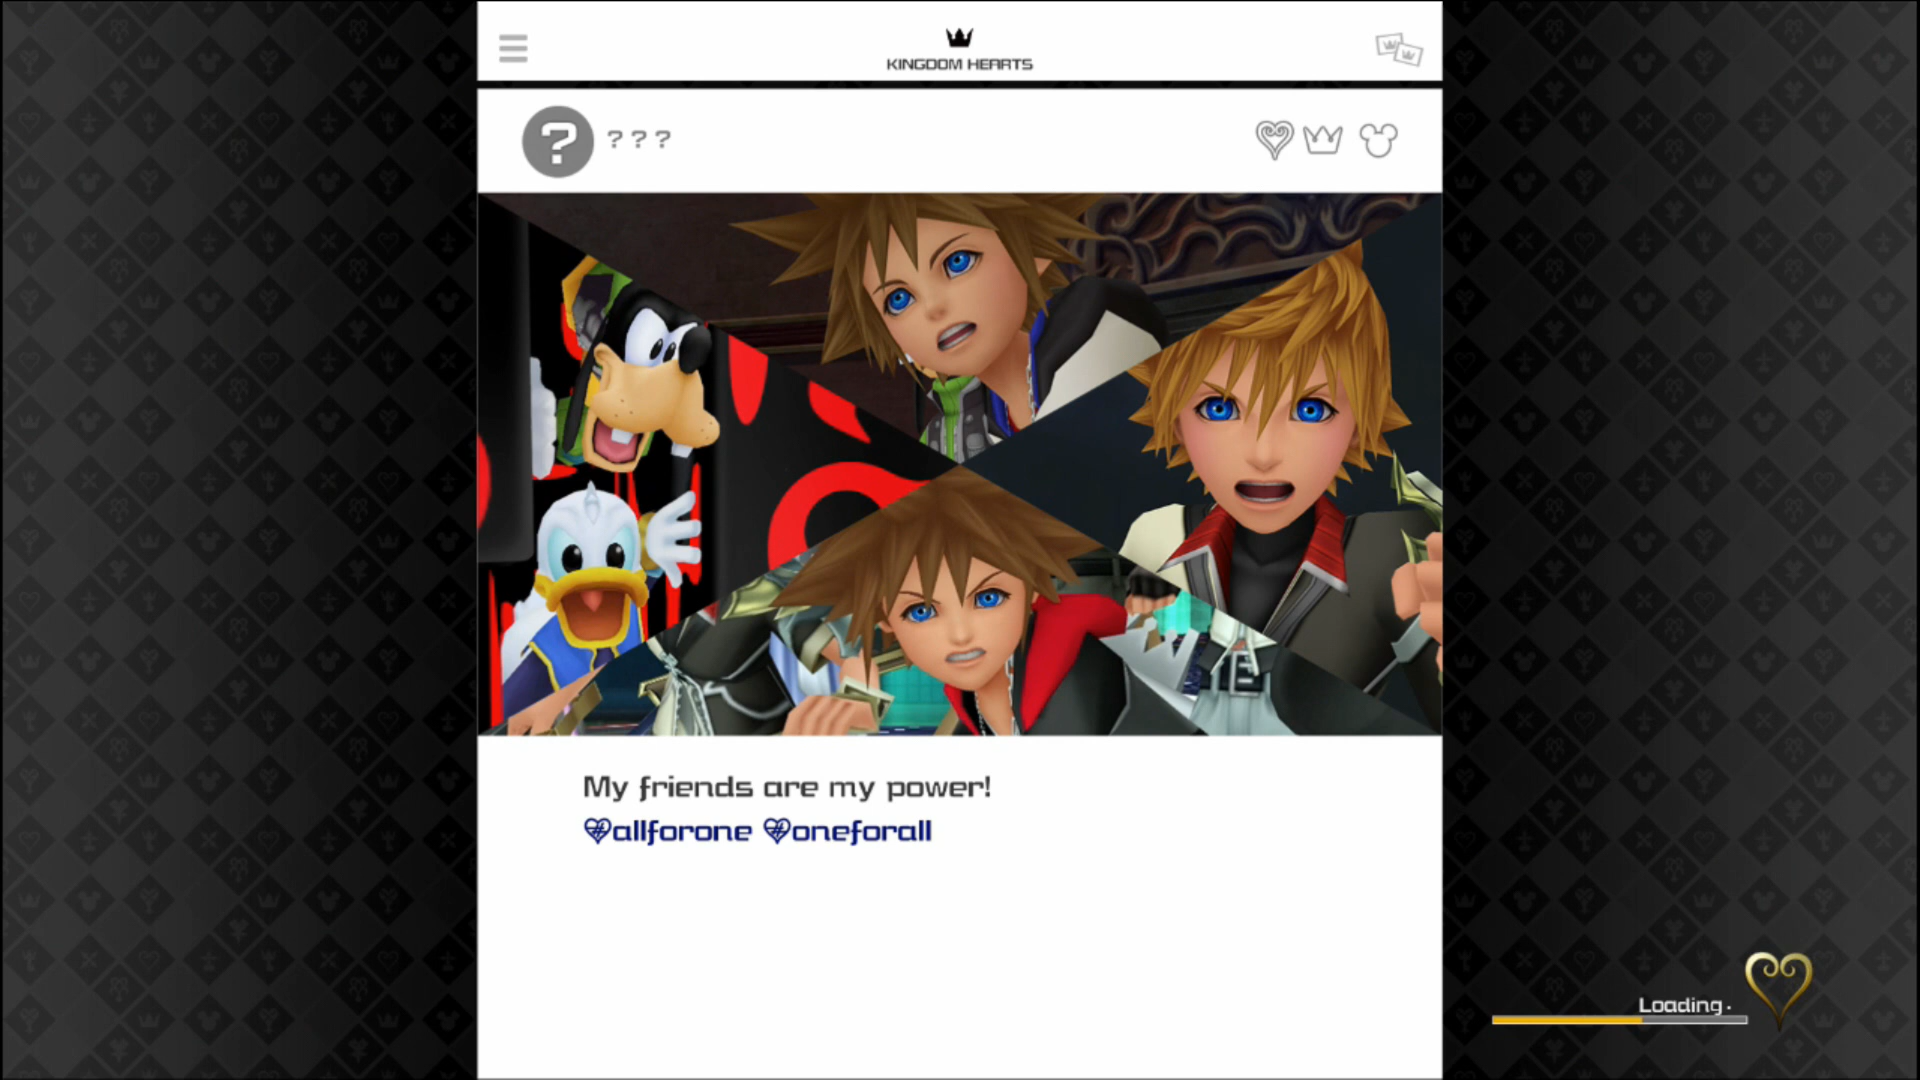 KINGDOM HEARTS
?
? ? ?
My friends are my power!
#allforone #oneforall
Loading.